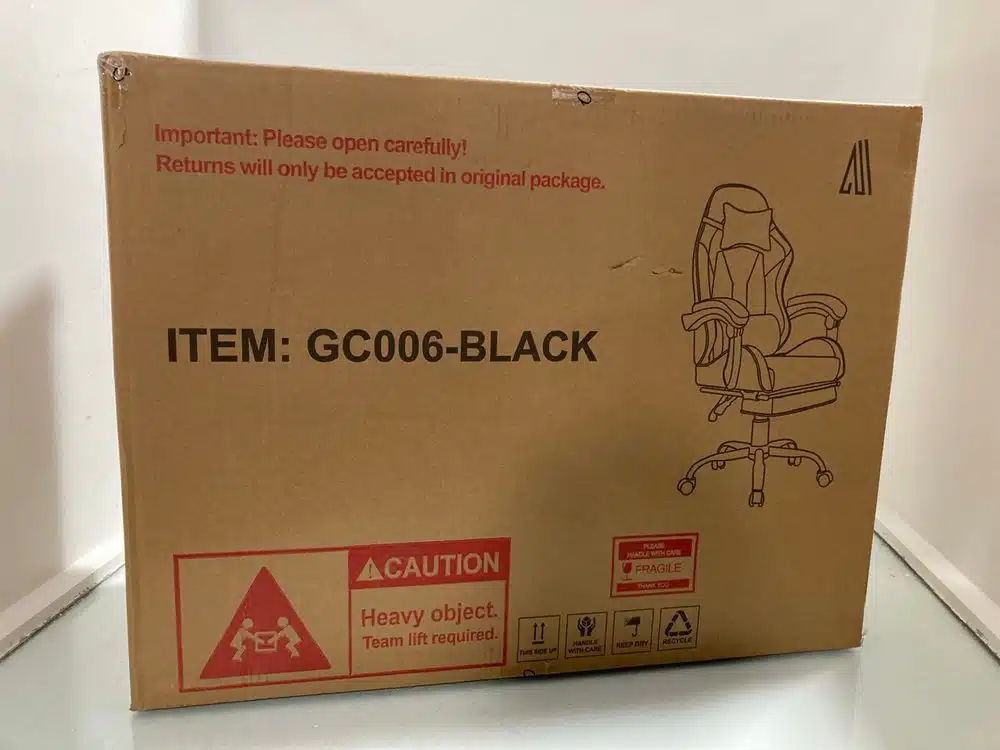 Important: Please open carefully!
Returns will only be accepted in original package.
ITEM: GC006-BLACK
CAUTION
Heavy object.
Team lift required.
PLEASE
HANDLE WITH CARE
FRAGILE
THANK YOU
THIS SIDE UP
HANDLE
WITH CARE
KEEP DRY
RECYCLE